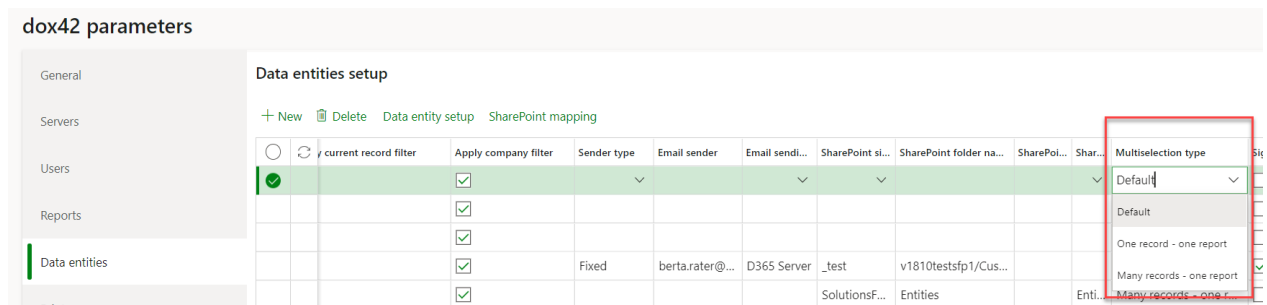 dox42 parameters
General
Servers
Users
Reports
Data entities
Data entities setup
New Delete Data entity setup SharePoint mapping
current record filter Apply company filter Sender type Email sender Email sendi... SharePoint si... SharePoint folder na... SharePoi... Shar... Multiselection type
Default
Default
One record - one report
Fixed berta.rater@... D365 Server _test v1810testsfp1/Cus...
Many records - one report
SolutionsF... Entities Enti... Many records - one r...